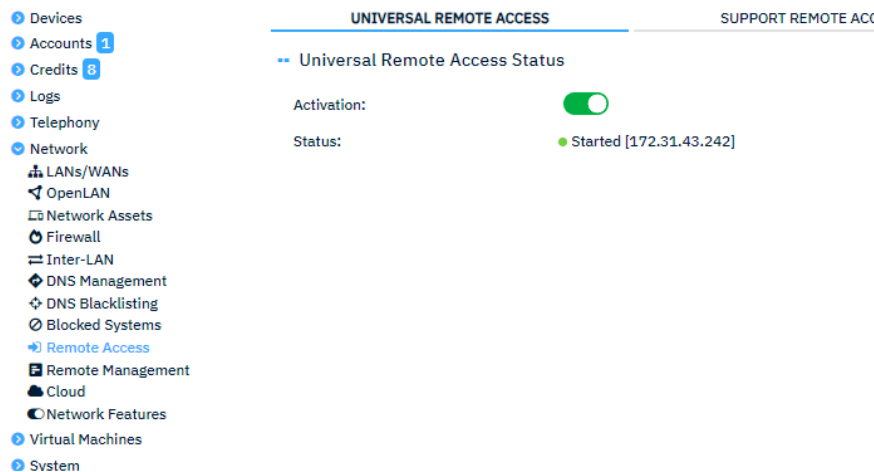 Devices
UNIVERSAL REMOTE ACCESS
SUPPORT REMOTE
Accounts 1
Universal Remote Access Status
Credits 8
Logs
Activation:
Telephony
Network
Status:
Started [172.31.43.242]
LANs/WANs
OpenLAN
Network Assets
Firewall
Inter-LAN
DNS Management
DNS Blacklisting
Blocked Systems
Remote Access
Remote Management
Cloud
Network Features
Virtual Machines
System